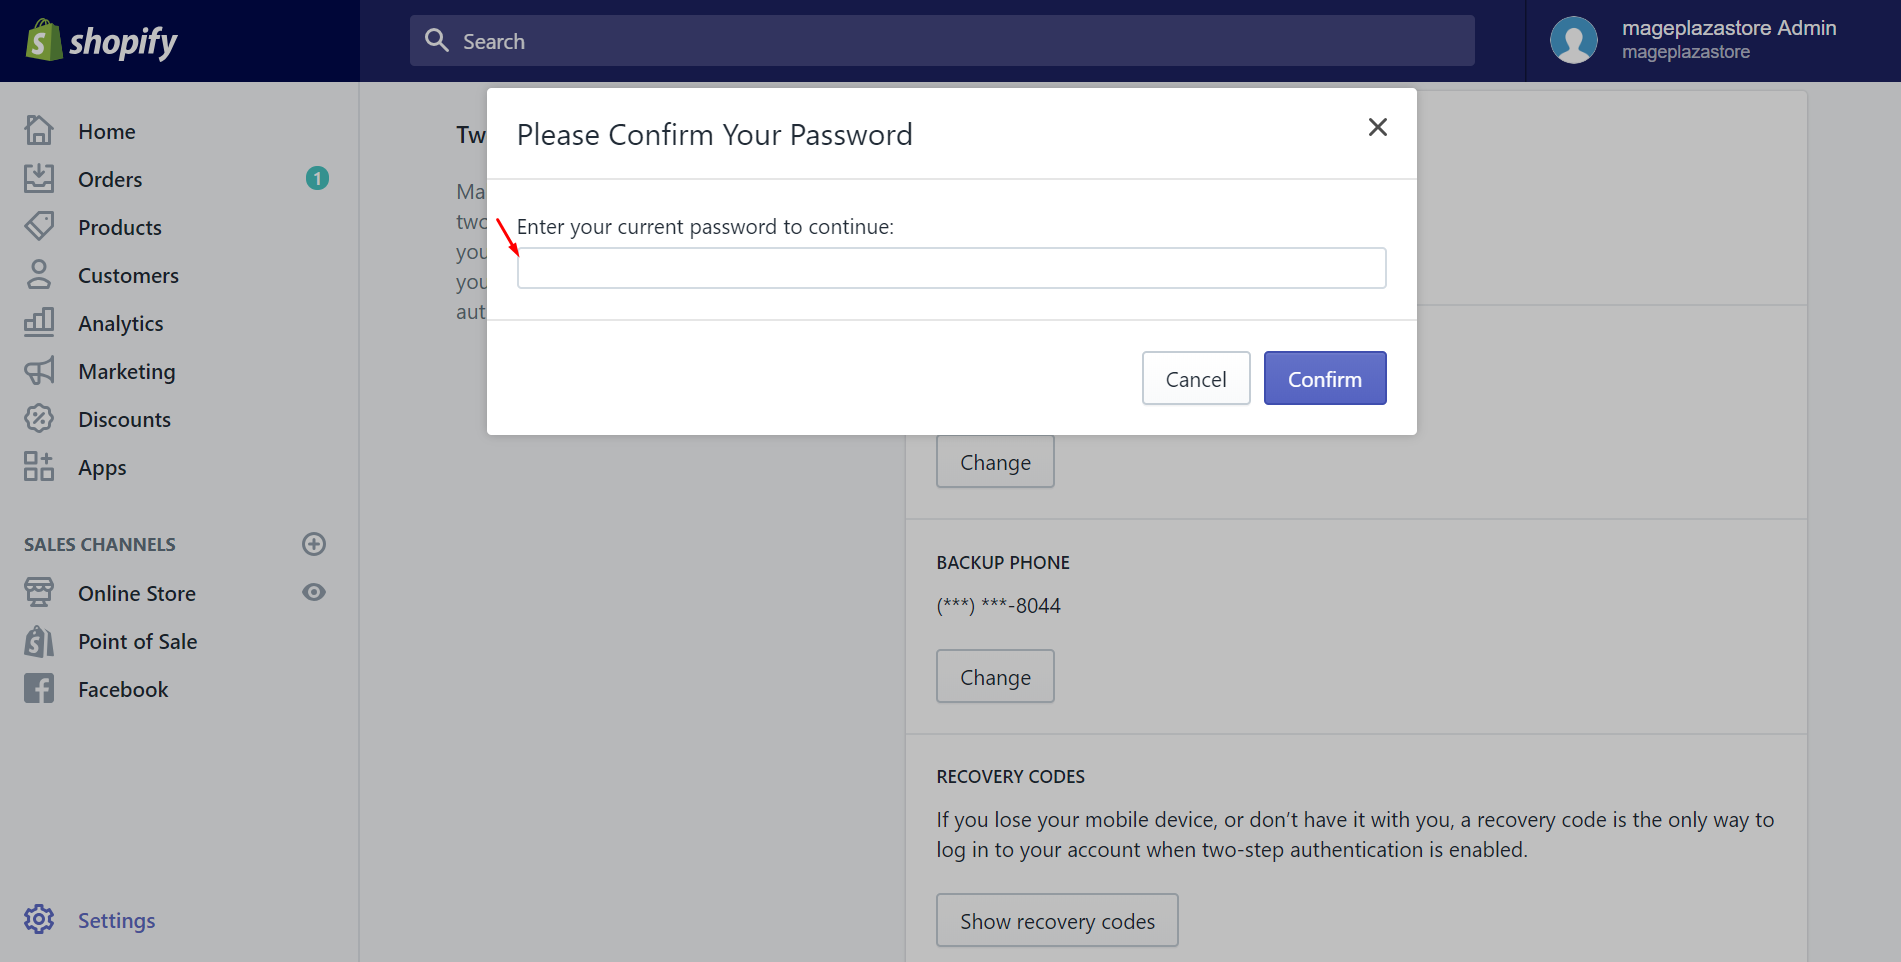 shopify
Search
mageplazastore Admin
mageplazastore
Home
Orders
1
Products
Customers
Analytics
Marketing
Discounts
Apps
SALES CHANNELS
Online Store
Point of Sale
Facebook
Settings
Tw
Ma
two
you
you
aut
Please Confirm Your Password
Enter your current password to continue:
Cancel
Confirm
Change
BACKUP PHONE
(***) ***-8044
Change
RECOVERY CODES
If you lose your mobile device, or don’t have it with you, a recovery code is the only way to
log in to your account when two-step authentication is enabled.
Show recovery codes